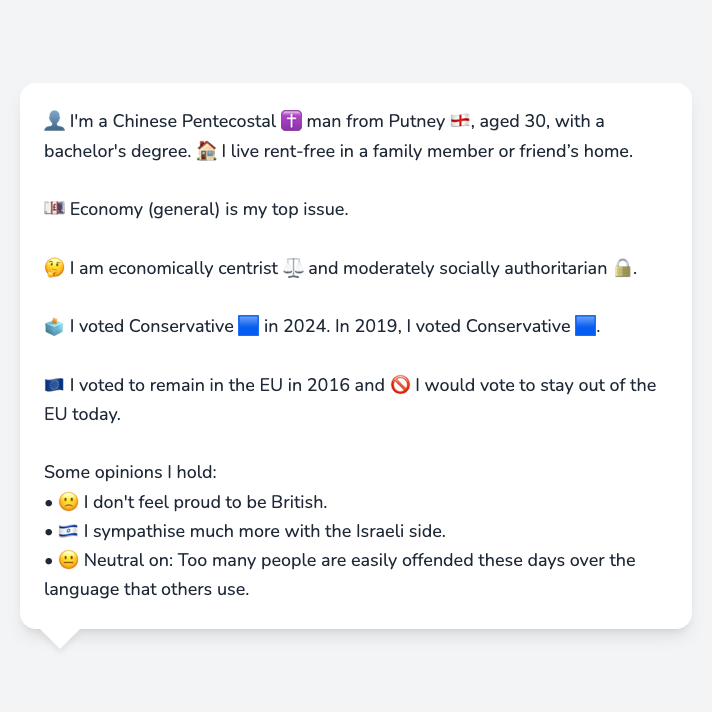 👤 I'm a Chinese Pentecostal ✝️ man from Putney 🏴󠁧󠁢󠁥󠁮󠁧󠁿, aged 30, with a
bachelor's degree. 🏠 I live rent-free in a family member or friend’s home.
💷 Economy (general) is my top issue.
🤔 I am economically centrist ⚖️ and moderately socially authoritarian 🔒.
🗳️ I voted Conservative 🟦 in 2024. In 2019, I voted Conservative 🟦.
🇪🇺 I voted to remain in the EU in 2016 and 🚫 I would vote to stay out of the
EU today.
Some opinions I hold:
• 🙁 I don't feel proud to be British.
• 🇮🇱 I sympathise much more with the Israeli side.
• 😐 Neutral on: Too many people are easily offended these days over the
language that others use.